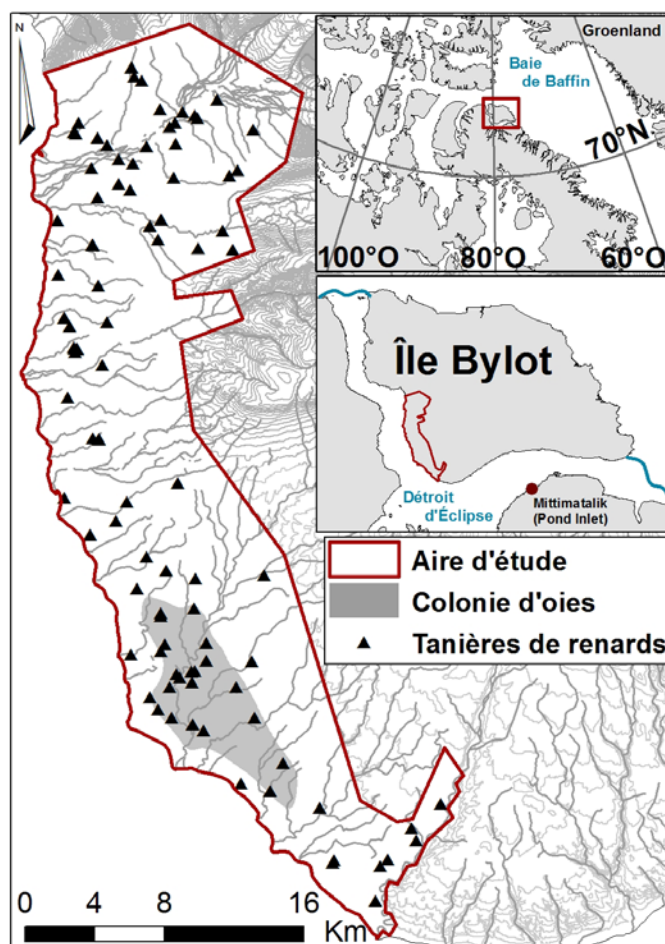 N
Groenland
Baie
de Baffin
70°N
100°O
80°O
60°O
Île Bylot
Détroit
d'Éclipse
Mittimatalik
(Pond Inlet)
Aire d'étude
Colonie d'oies
Tanières de renards
0 4 8 16
Km